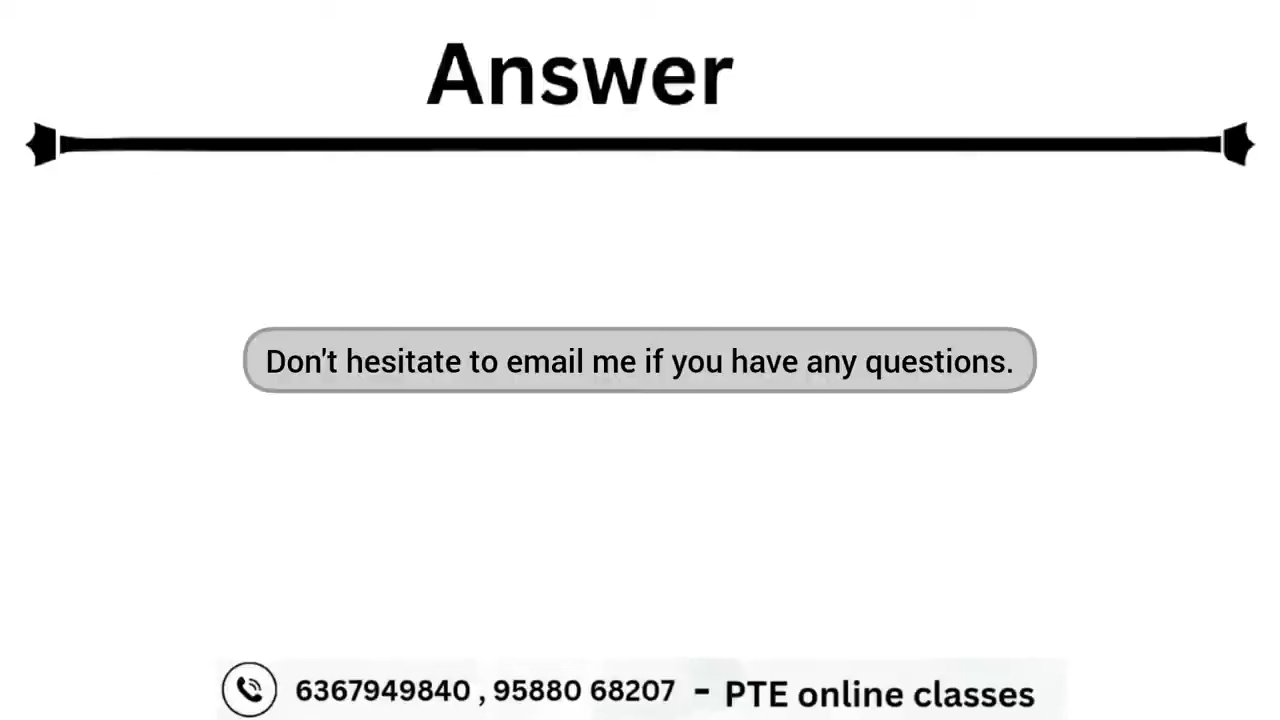 Answer
Don't hesitate to email me if you have any questions.
6367949840 , 95880 68207 - PTE online classes